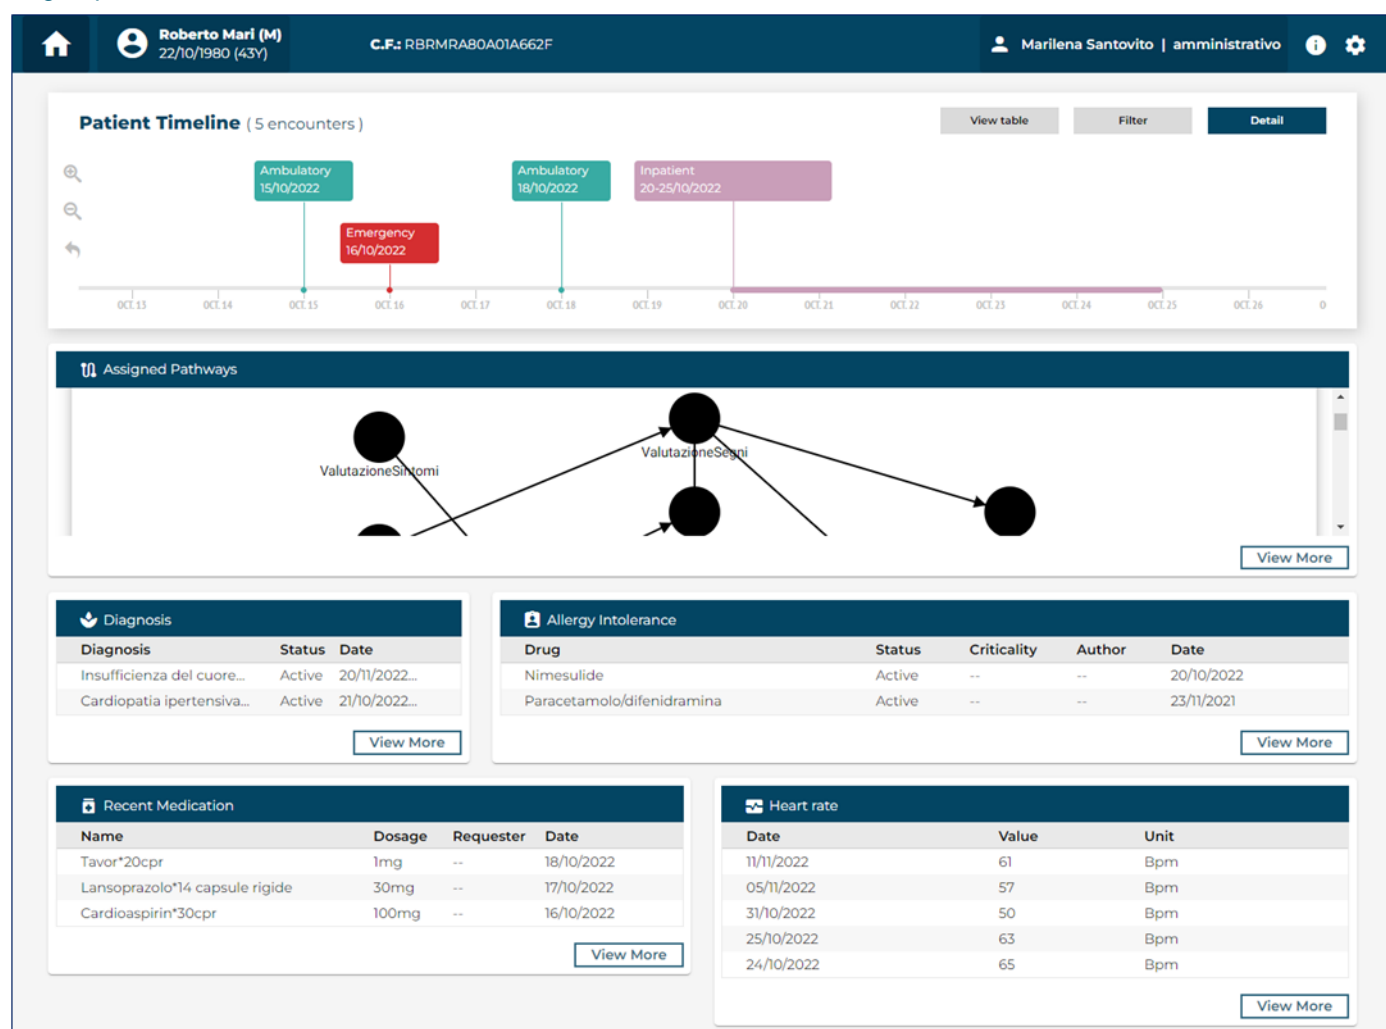 Roberto Mari (M)
22/10/1980 (43Y)
C.F.: RBRMRA80A01A662F
Marilena Santovito | amministrativo
Patient Timeline ( 5 encounters )
View table
Filter
Detail
Ambulatory
15/10/2022
Ambulatory
18/10/2022
Inpatient
20-25/10/2022
Emergency
16/10/2022
OCT. 13
OCT. 14
OCT. 15
OCT. 16
OCT. 17
OCT. 18
OCT. 19
OCT. 20
OCT. 21
OCT. 22
OCT. 23
OCT. 24
OCT. 25
OCT. 26
Assigned Pathways
ValutazioneSintomi
ValutazioneSegni
View More
Diagnosis
Diagnosis Status Date
Insufficienza del cuore... Active 20/11/2022...
Cardiopatia ipertensiva... Active 21/10/2022...
View More
Allergy Intolerance
Drug Status Criticality Author Date
Nimesulide Active -- -- 20/10/2022
Paracetamolo/difenidramina Active -- -- 23/11/2021
View More
Recent Medication
Name Dosage Requester Date
Tavor*20cpr 1mg -- 18/10/2022
Lansoprazolo*14 capsule rigide 30mg -- 17/10/2022
Cardioaspirin*30cpr 100mg -- 16/10/2022
View More
Heart rate
Date Value Unit
11/11/2022 61 Bpm
05/11/2022 57 Bpm
31/10/2022 50 Bpm
25/10/2022 63 Bpm
24/10/2022 65 Bpm
View More